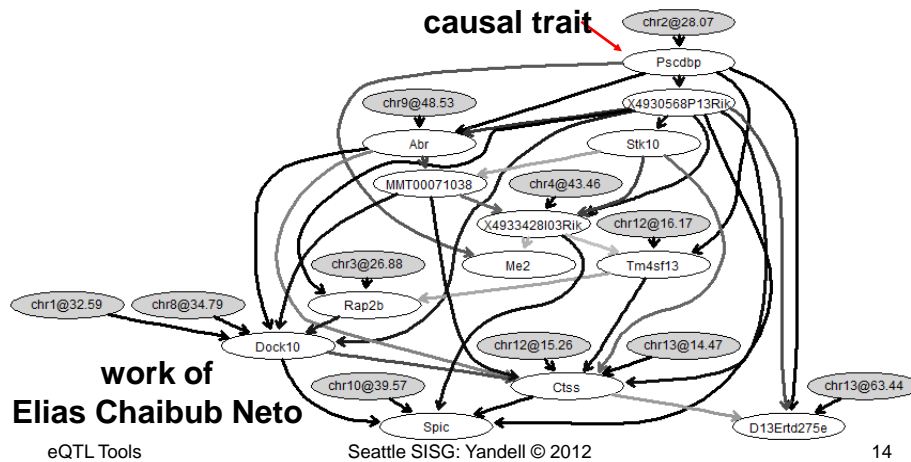 causal trait
chr2@28.07
Pscdbp
chr9@48.53
X4930568P13Rik
Abr
Stk10
MMT00071038
chr4@43.46
X4933428I03Rik
chr12@16.17
chr3@26.88
Me2
Tm4sf13
chr1@32.59
chr8@34.79
Rap2b
Dock10
chr12@15.26
chr13@14.47
work of
Elias Chaibub Neto
chr10@39.57
Ctss
chr13@63.44
Spic
D13Ertd275e
eQTL Tools
Seattle SISG: Yandell © 2012
14